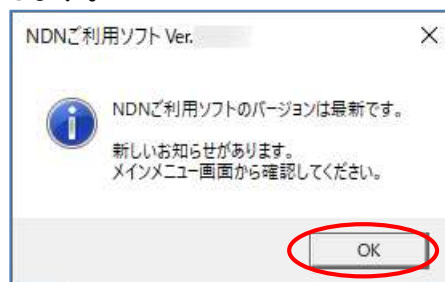 NDNご利用ソフト Ver.
NDNご利用ソフトのバージョンは最新です。
新しいお知らせがあります。
メインメニュー画面から確認してください。
OK